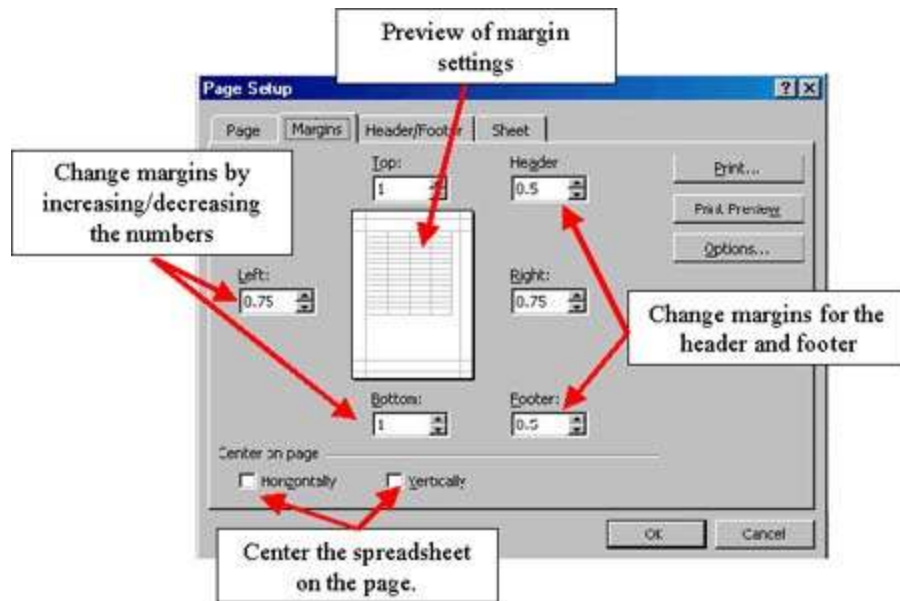 Preview of margin
settings
Page Setup
Page Margins Header/Footer Sheet
Change margins by
increasing/decreasing
the numbers
Top:
1
Header
0.5
Print...
Print Preview
Options...
Left:
0.75
Right:
0.75
Change margins for the
header and footer
Bottom:
1
Footer:
0.5
Center on page
Horizontally Vertically
OK Cancel
Center the spreadsheet
on the page.